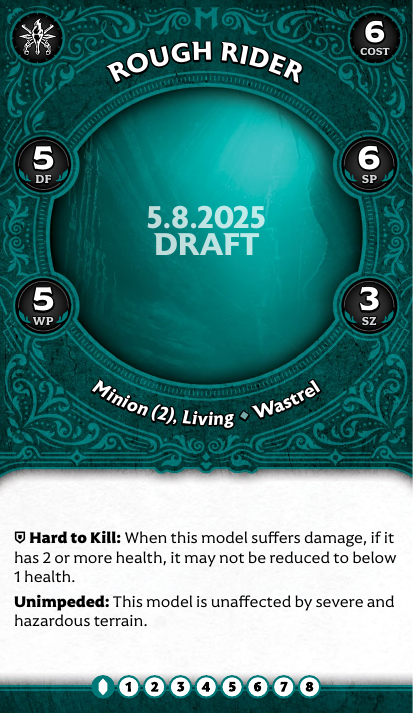 6
COST
ROUGH RIDER
5
DF
6
SP
5.8.2025
DRAFT
5
WP
3
SZ
Minion (2), Living ◆ Wastrel
Hard to Kill: When this model suffers damage, if it
has 2 or more health, it may not be reduced to below
1 health.
Unimpeded: This model is unaffected by severe and
hazardous terrain.
1 2 3 4 5 6 7 8